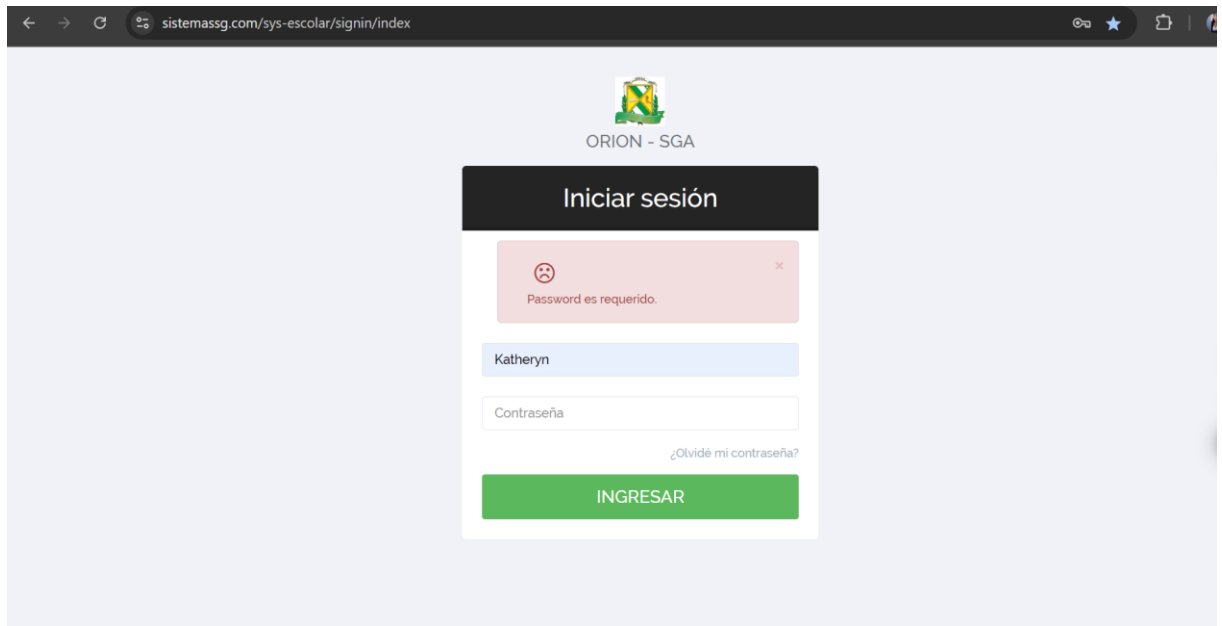 sistemassg.com/sys-escolar/signin/index
ORION - SGA
Iniciar sesión
×
Password es requerido.
Katheryn
Contraseña
¿Olvidé mi contraseña?
INGRESAR